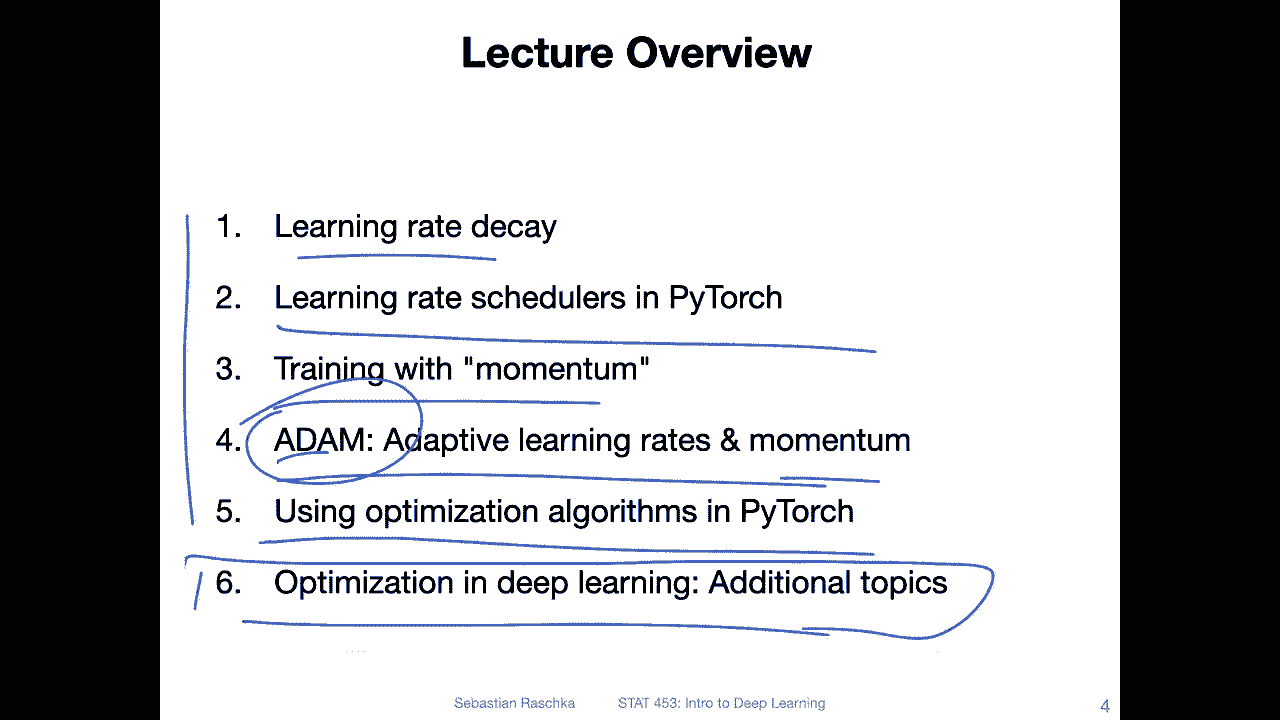 Lecture Overview
1. Learning rate decay
2. Learning rate schedulers in PyTorch
3. Training with "momentum"
4. ADAM: Adaptive learning rates & momentum
5. Using optimization algorithms in PyTorch
6. Optimization in deep learning: Additional topics
Sebastian Raschka STAT 453: Intro to Deep Learning 4